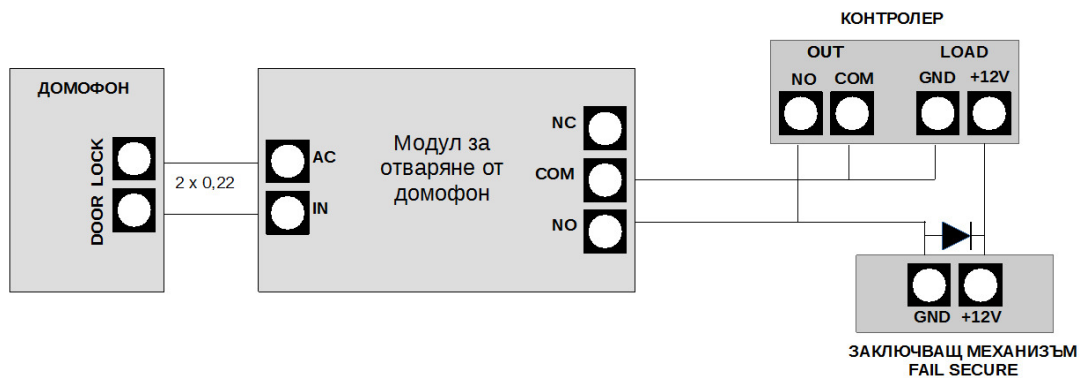 КОНТРОЛЕР
OUT
LOAD
NO
COM
GND
+12V
ДОМОФОН
DOOR LOCK
2 x 0,22
AC
IN
Модул за
отваряне от
домофон
NC
COM
NO
GND
+12V
ЗАКЛЮЧВАЩ МЕХАНИЗЪМ
FAIL SECURE